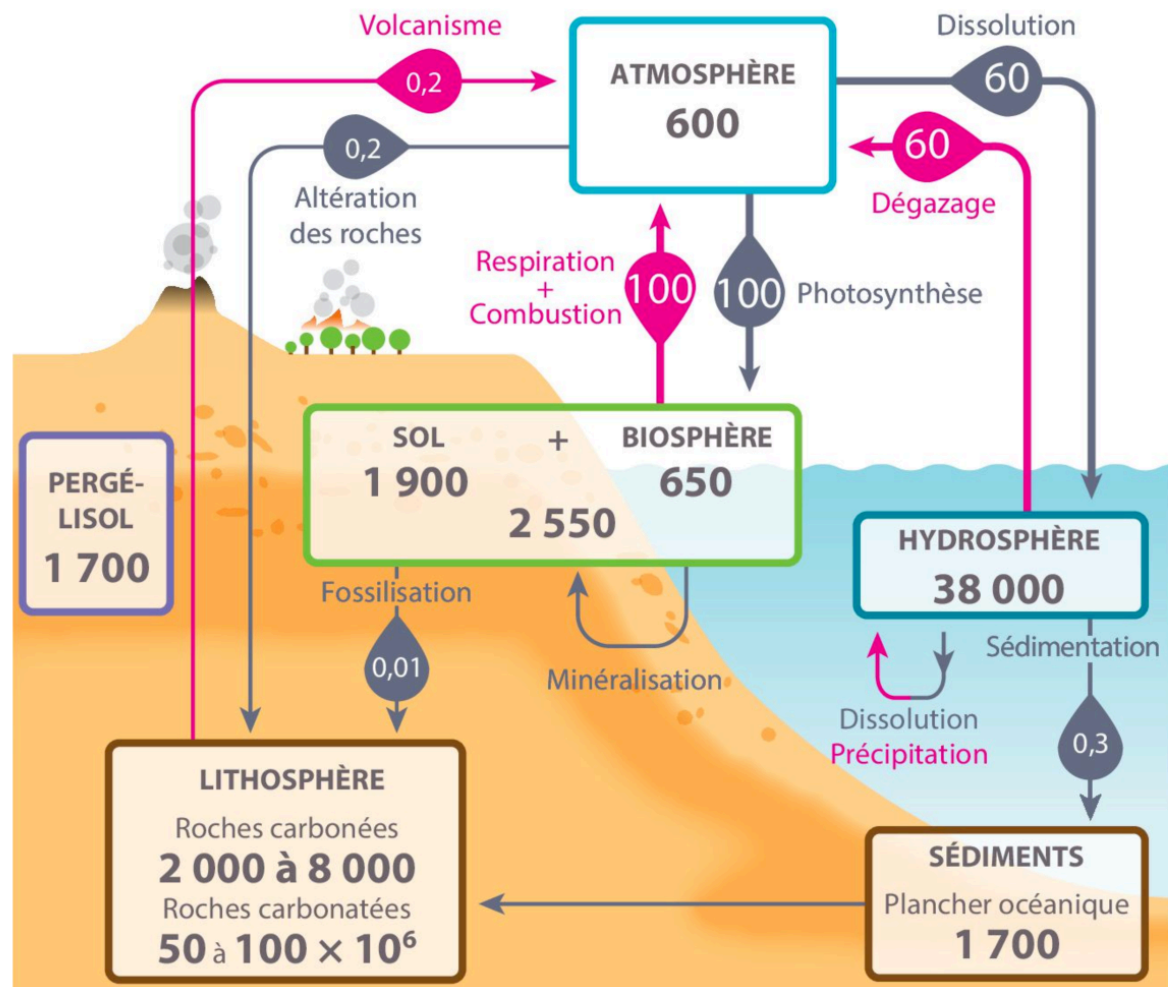 Volcanisme
0,2
ATMOSPHÈRE
600
Dissolution
60
0,2
Altération
des roches
60
Dégazage
Respiration
+
Combustion
100
100
Photosynthèse
PERGÉ-
LISOL
1 700
SOL + BIOSPHÈRE
1 900 650
2 550
HYDROSPHÈRE
38 000
Fossilisation
0,01
Minéralisation
Sédimentation
Dissolution
Précipitation
0,3
LITHOSPHÈRE
Roches carbonées
2 000 à 8 000
Roches carbonatées
50 à 100 × 10⁶
SÉDIMENTS
Plancher océanique
1 700